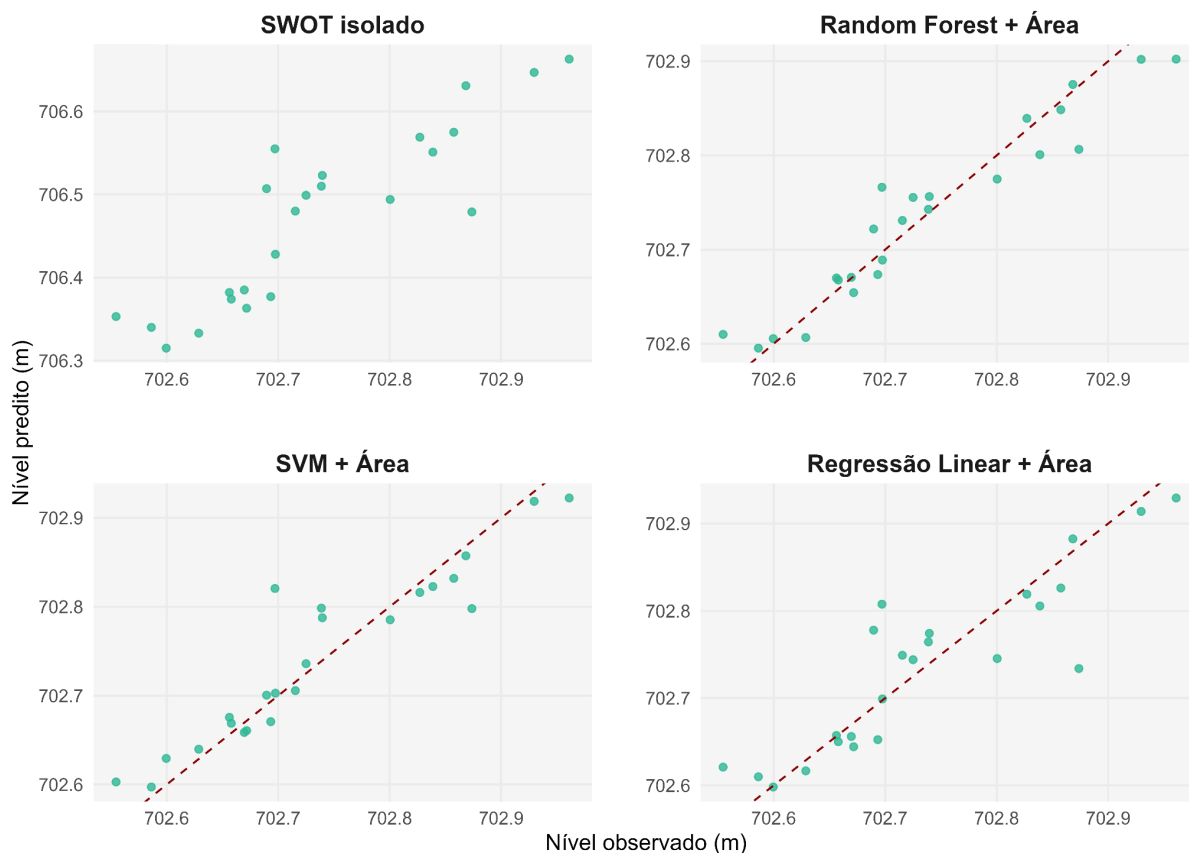 SWOT isolado
Random Forest + Área
706.6
706.5
706.4
706.3
702.6 702.7 702.8 702.9
702.9
702.8
702.7
702.6
702.6 702.7 702.8 702.9
Nível predito (m)
SVM + Área
Regressão Linear + Área
702.9
702.8
702.7
702.6
702.6 702.7 702.8 702.9
702.9
702.8
702.7
702.6
702.6 702.7 702.8 702.9
Nível observado (m)